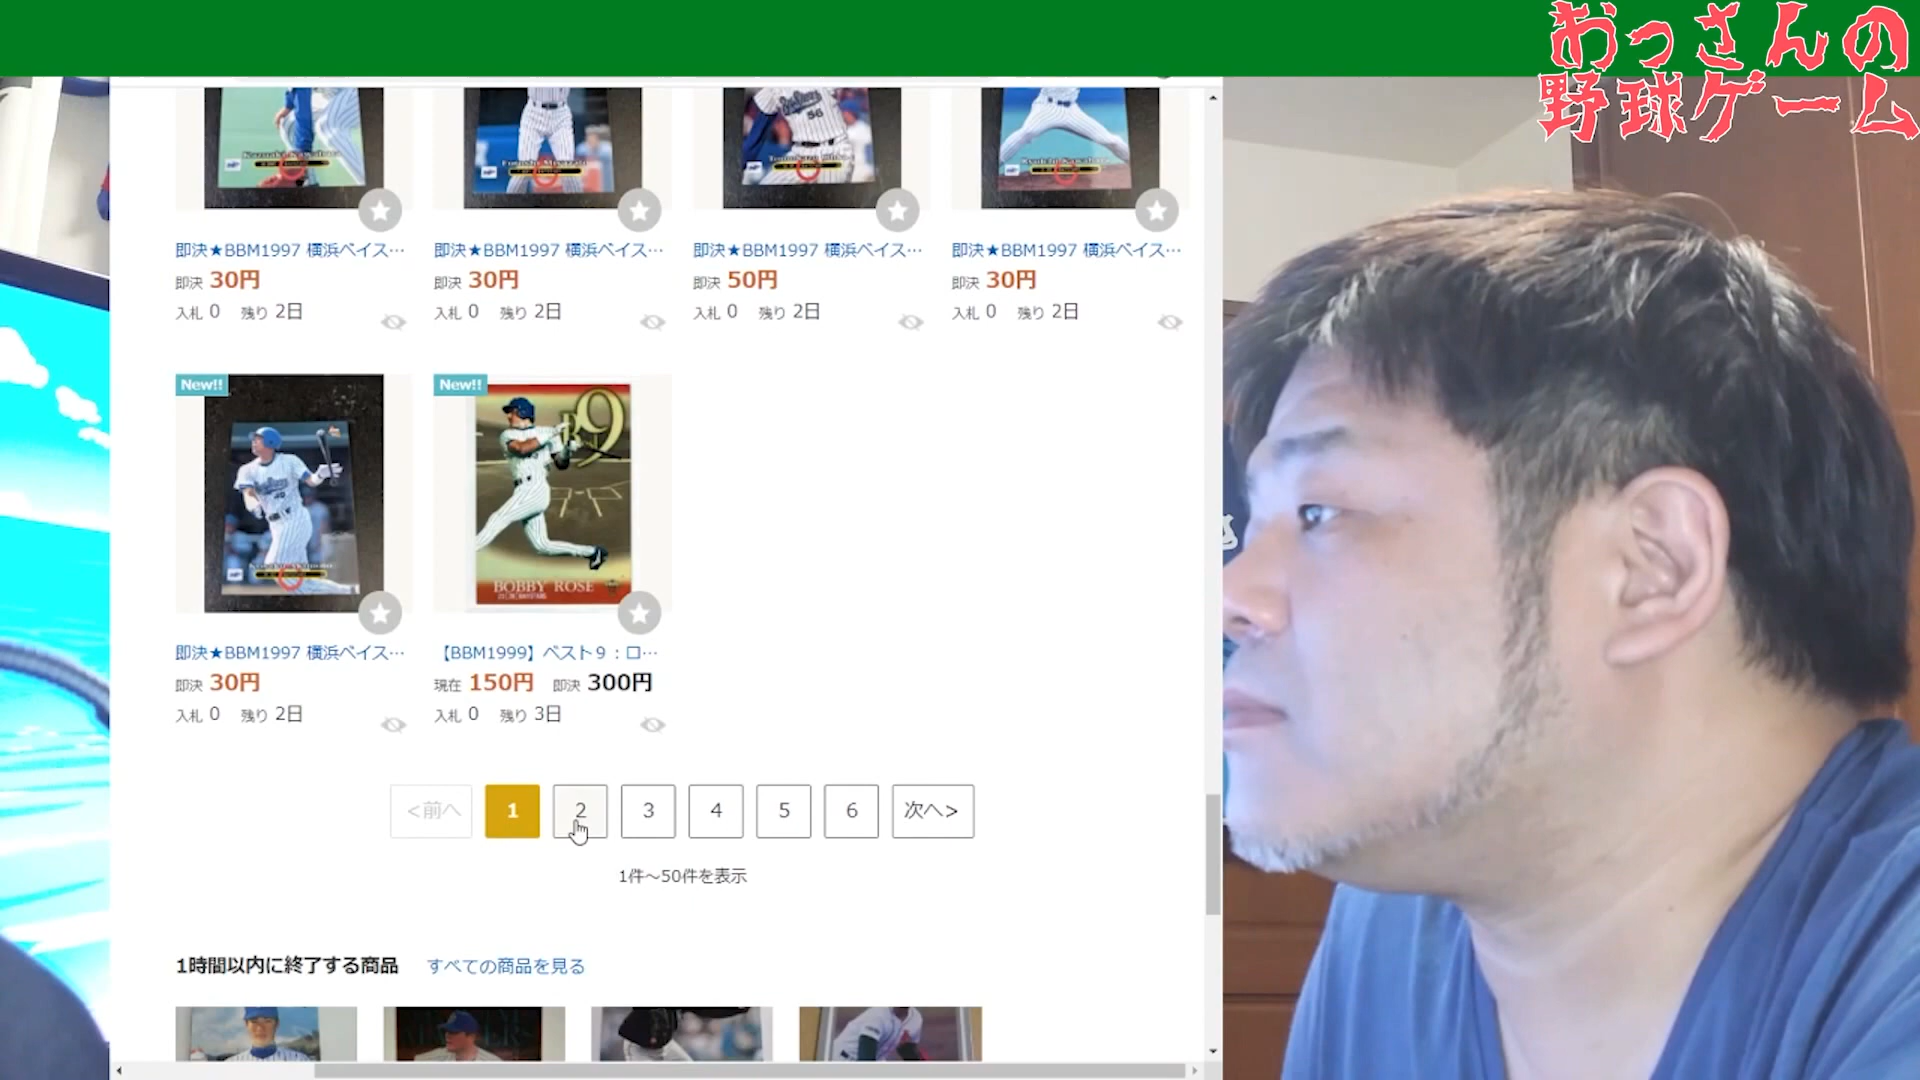 おっさんの
野球ゲーム
即決★BBM1997 横浜ベイス…
即決 30円
入札 0 残り 2日
即決★BBM1997 横浜ベイス…
即決 30円
入札 0 残り 2日
即決★BBM1997 横浜ベイス…
即決 50円
入札 0 残り 2日
即決★BBM1997 横浜ベイス…
即決 30円
入札 0 残り 2日
New!!
New!!
B 9
BOBBY ROSE
即決★BBM1997 横浜ベイス…
即決 30円
入札 0 残り 2日
【BBM1999】ベスト9：ロ…
現在 150円 即決 300円
入札 0 残り 3日
<前へ 1 2 3 4 5 6 次へ>
1件～50件を表示
1時間以内に終了する商品 すべての商品を見る